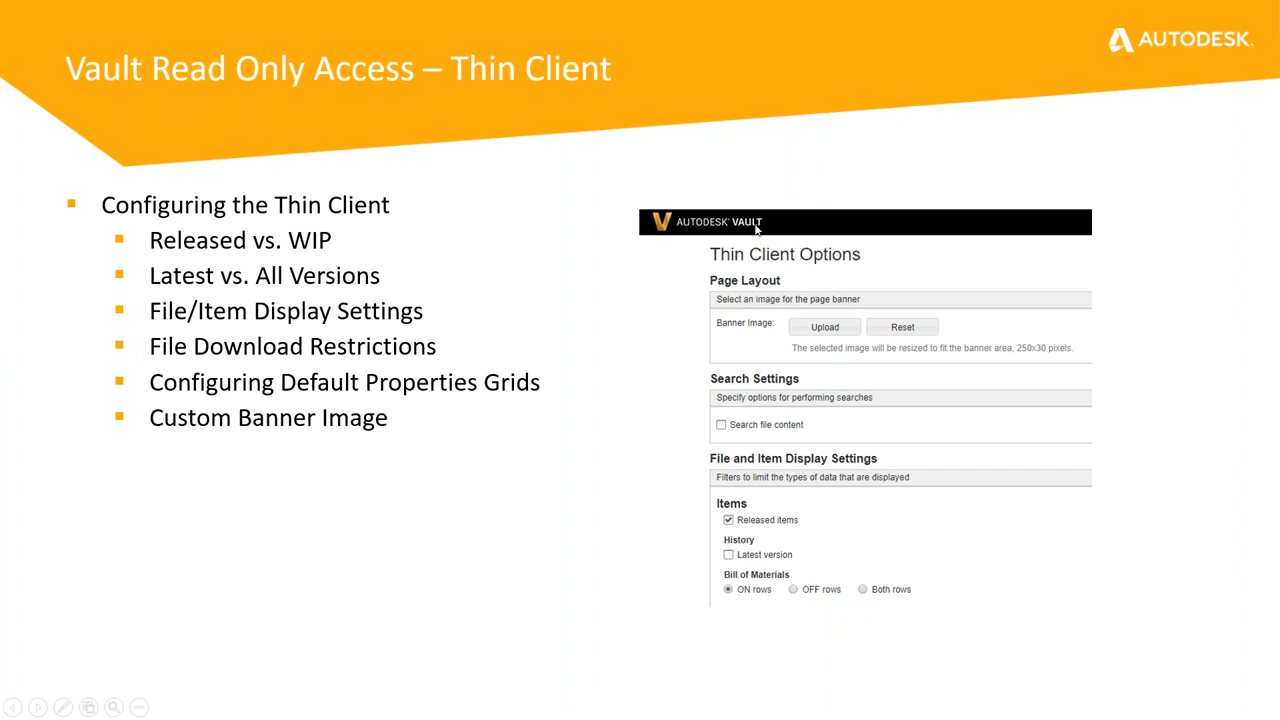 Vault Read Only Access – Thin Client
AUTODESK.
Configuring the Thin Client
Released vs. WIP
Latest vs. All Versions
File/Item Display Settings
File Download Restrictions
Configuring Default Properties Grids
Custom Banner Image
AUTODESK® VAULT
Thin Client Options
Page Layout
Select an image for the page banner
Banner Image: Upload Reset
The selected image will be resized to fit the banner area, 250x30 pixels.
Search Settings
Specify options for performing searches
Search file content
File and Item Display Settings
Filters to limit the types of data that are displayed
Items
Released items
History
Latest version
Bill of Materials
ON rows OFF rows Both rows